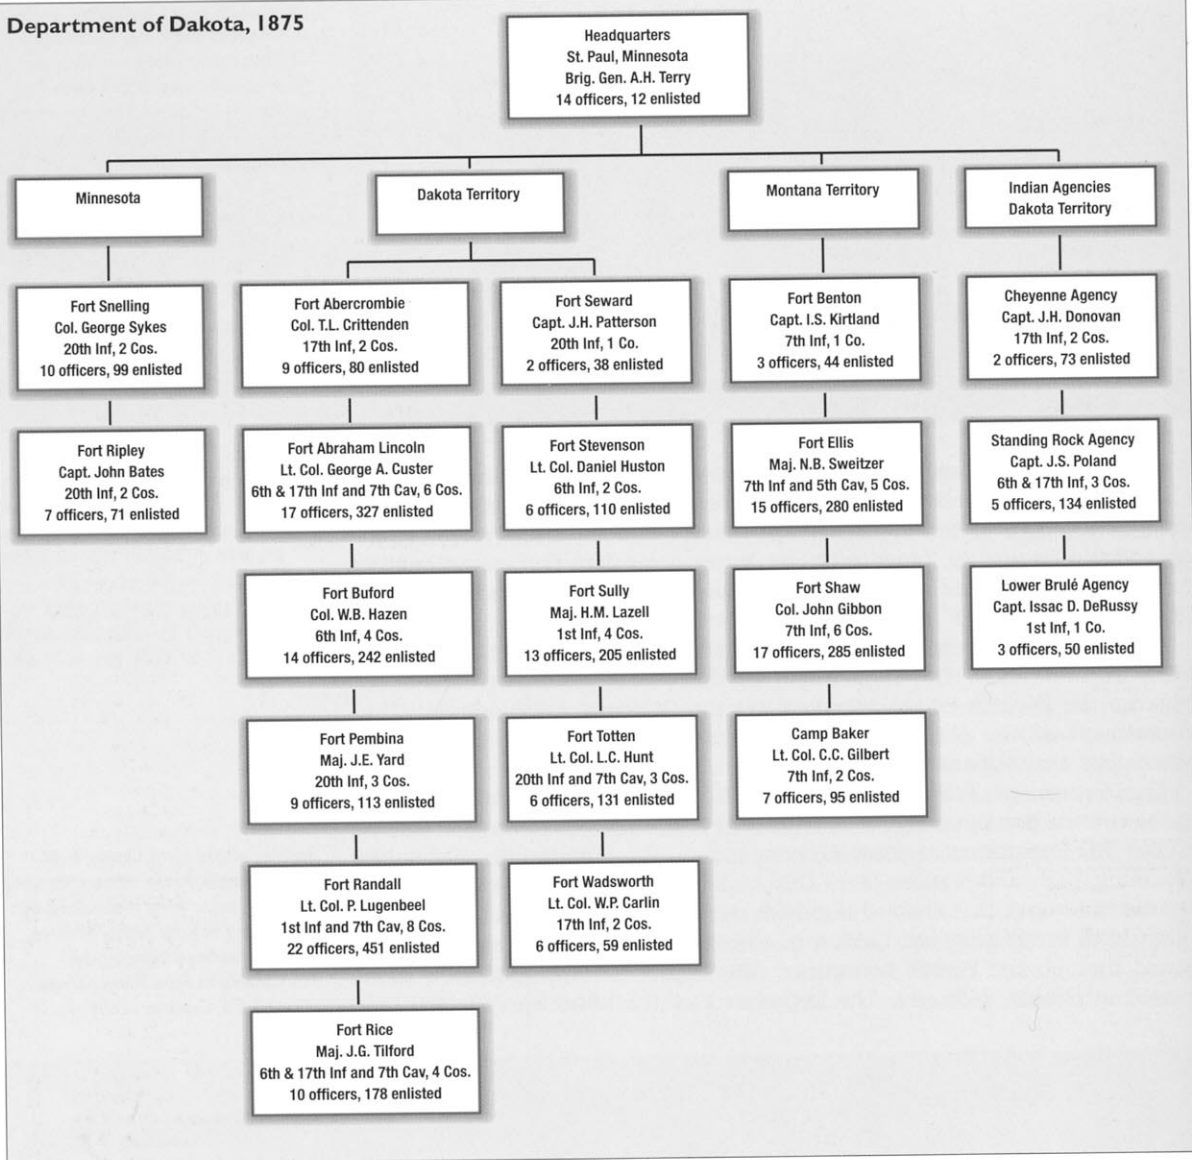 Department of Dakota, 1875
Headquarters
St. Paul, Minnesota
Brig. Gen. A.H. Terry
14 officers, 12 enlisted
Minnesota
Fort Snelling
Col. George Sykes
20th Inf, 2 Cos.
10 officers, 99 enlisted
Fort Ripley
Capt. John Bates
20th Inf, 2 Cos.
7 officers, 71 enlisted
Dakota Territory
Fort Abercrombie
Col. T.L. Crittenden
17th Inf, 2 Cos.
9 officers, 80 enlisted
Fort Abraham Lincoln
Lt. Col. George A. Custer
6th & 17th Inf and 7th Cav, 6 Cos.
17 officers, 327 enlisted
Fort Buford
Col. W.B. Hazen
6th Inf, 4 Cos.
14 officers, 242 enlisted
Fort Pembina
Maj. J.E. Yard
20th Inf, 3 Cos.
9 officers, 113 enlisted
Fort Randall
Lt. Col. P. Lugenbeel
1st Inf and 7th Cav, 8 Cos.
22 officers, 451 enlisted
Fort Rice
Maj. J.G. Tilford
6th & 17th Inf and 7th Cav, 4 Cos.
10 officers, 178 enlisted
Fort Seward
Capt. J.H. Patterson
20th Inf, 1 Co.
2 officers, 38 enlisted
Fort Stevenson
Lt. Col. Daniel Huston
6th Inf, 2 Cos.
6 officers, 110 enlisted
Fort Sully
Maj. H.M. Lazell
1st Inf, 4 Cos.
13 officers, 205 enlisted
Fort Totten
Lt. Col. L.C. Hunt
20th Inf and 7th Cav, 3 Cos.
6 officers, 131 enlisted
Fort Wadsworth
Lt. Col. W.P. Carlin
17th Inf, 2 Cos.
6 officers, 59 enlisted
Montana Territory
Fort Benton
Capt. I.S. Kirtland
7th Inf, 1 Co.
3 officers, 44 enlisted
Fort Ellis
Maj. N.B. Sweitzer
7th Inf and 5th Cav, 5 Cos.
15 officers, 280 enlisted
Fort Shaw
Col. John Gibbon
7th Inf, 6 Cos.
17 officers, 285 enlisted
Camp Baker
Lt. Col. C.C. Gilbert
7th Inf, 2 Cos.
7 officers, 95 enlisted
Indian Agencies
Dakota Territory
Cheyenne Agency
Capt. J.H. Donovan
17th Inf, 2 Cos.
2 officers, 73 enlisted
Standing Rock Agency
Capt. J.S. Poland
6th & 17th Inf, 3 Cos.
5 officers, 134 enlisted
Lower Brulé Agency
Capt. Issac D. DeRussy
1st Inf, 1 Co.
3 officers, 50 enlisted